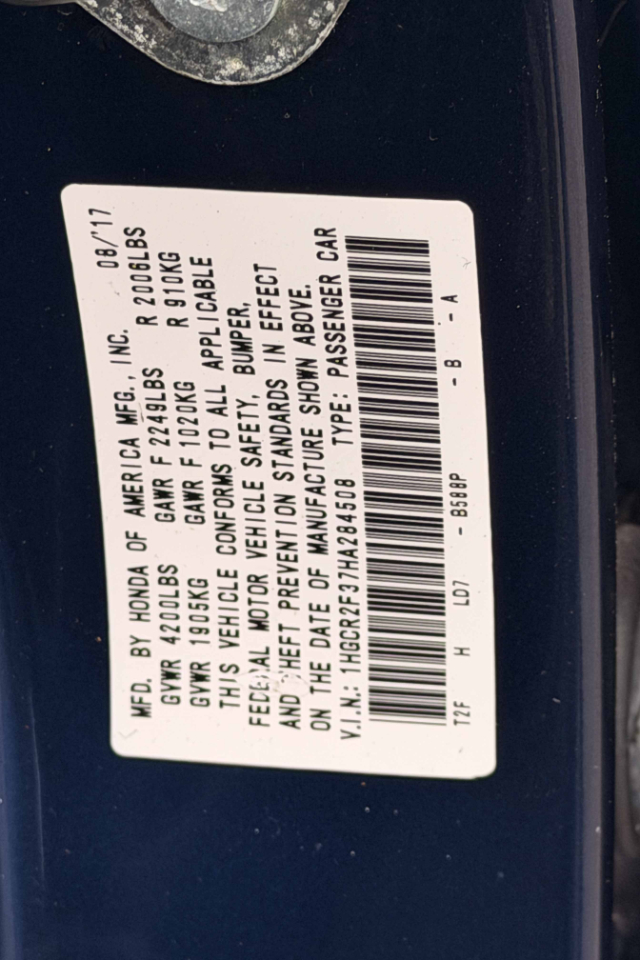 MFD. BY HONDA OF AMERICA MFG., INC. 08/'17
GVWR 4200LBS GAWR F 2249LBS R 2006LBS
GVWR 1905KG GAWR F 1020KG R 910KG
THIS VEHICLE CONFORMS TO ALL APPLICABLE
MOTOR VEHICLE SAFETY, BUMPER,
AND THEFT PREVENTION STANDARDS IN EFFECT
ON THE DATE OF MANUFACTURE SHOWN ABOVE.
V.I.N.: 1HGCR2F37HA284508 TYPE: PASSENGER CAR
T2F H LD7 - B588P - B - A